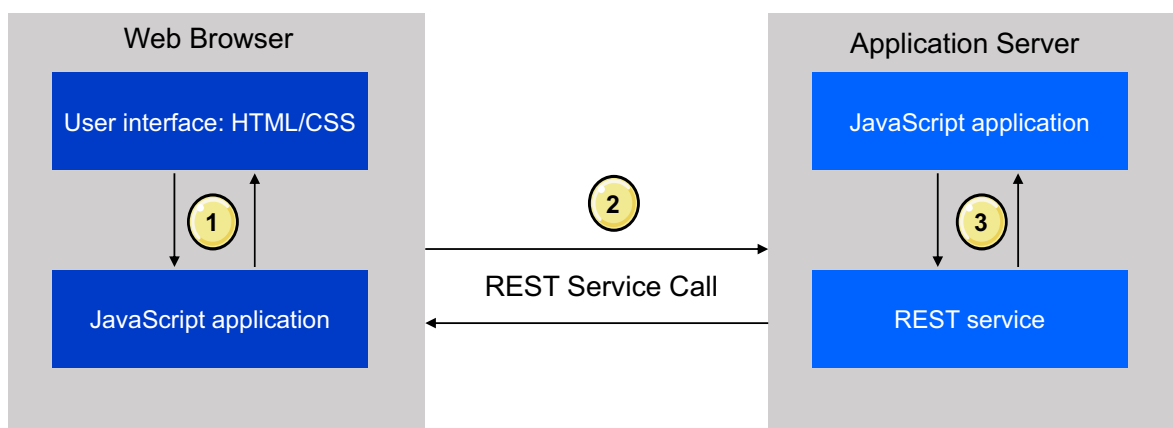 Web Browser
User interface: HTML/CSS
1
JavaScript application
2
REST Service Call
Application Server
JavaScript application
3
REST service